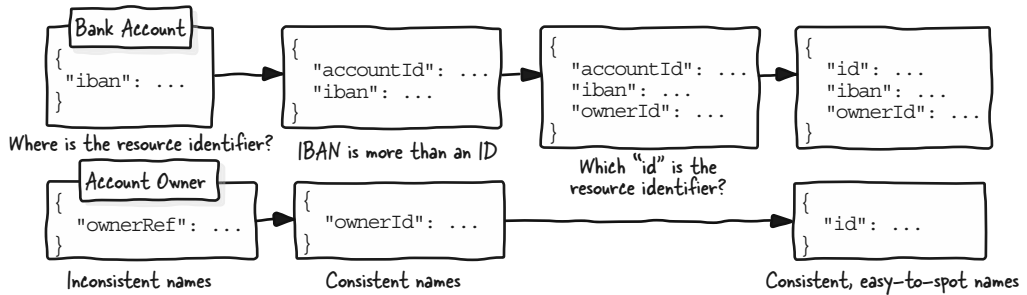 Bank Account
{
"iban": ...
}
Where is the resource identifier?
{
"accountId": ...
"iban": ...
}
IBAN is more than an ID
{
"accountId": ...
"iban": ...
"ownerId": ...
}
Which “id” is the
resource identifier?
{
"id": ...
"iban": ...
"ownerId": ...
}
Account Owner
{
"ownerRef": ...
}
Inconsistent names
{
"ownerId": ...
}
Consistent names
{
"id": ...
}
Consistent, easy-to-spot names